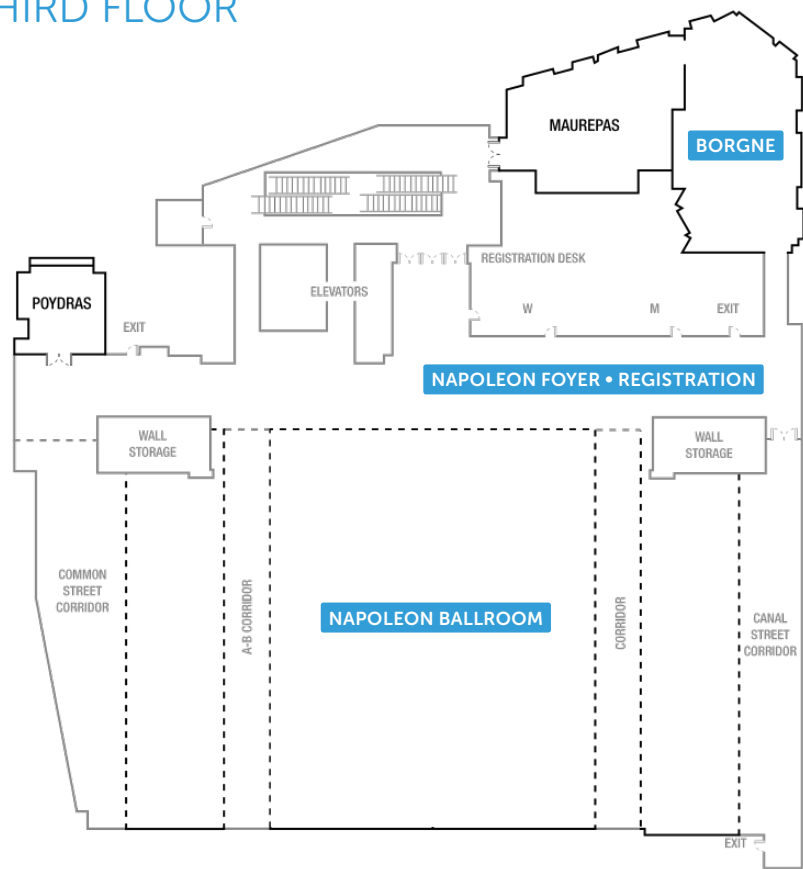 HIRD FLOOR
MAUREPAS
BORGNE
REGISTRATION DESK
ELEVATORS
POYDRAS
EXIT
W
M
EXIT
NAPOLEON FOYER • REGISTRATION
WALL
STORAGE
WALL
STORAGE
COMMON
STREET
CORRIDOR
A-B CORRIDOR
NAPOLEON BALLROOM
CORRIDOR
CANAL
STREET
CORRIDOR
EXIT